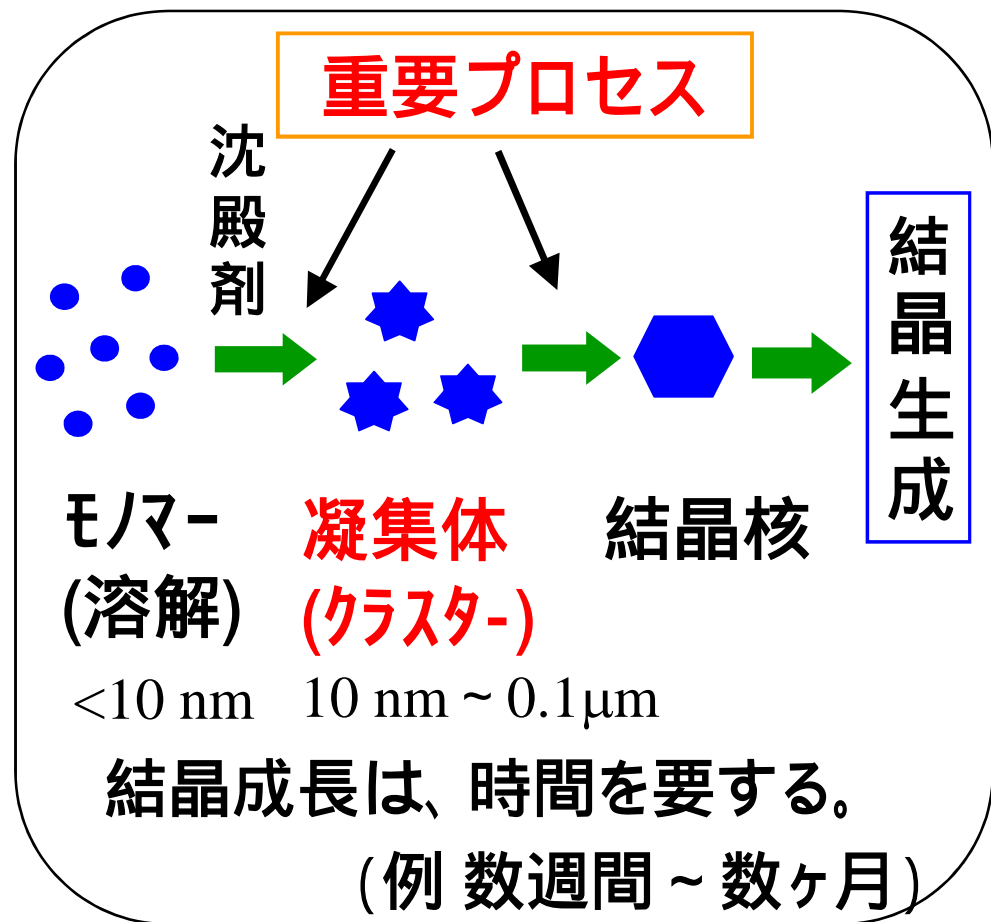 重要プロセス
沈殿剤
結晶生成
ﾓﾉﾏｰ
(溶解)
凝集体
(ｸﾗｽﾀｰ)
結晶核
<10 nm
10 nm ~ 0.1μm
結晶成長は、時間を要する。
(例 数週間 ~ 数ヶ月)